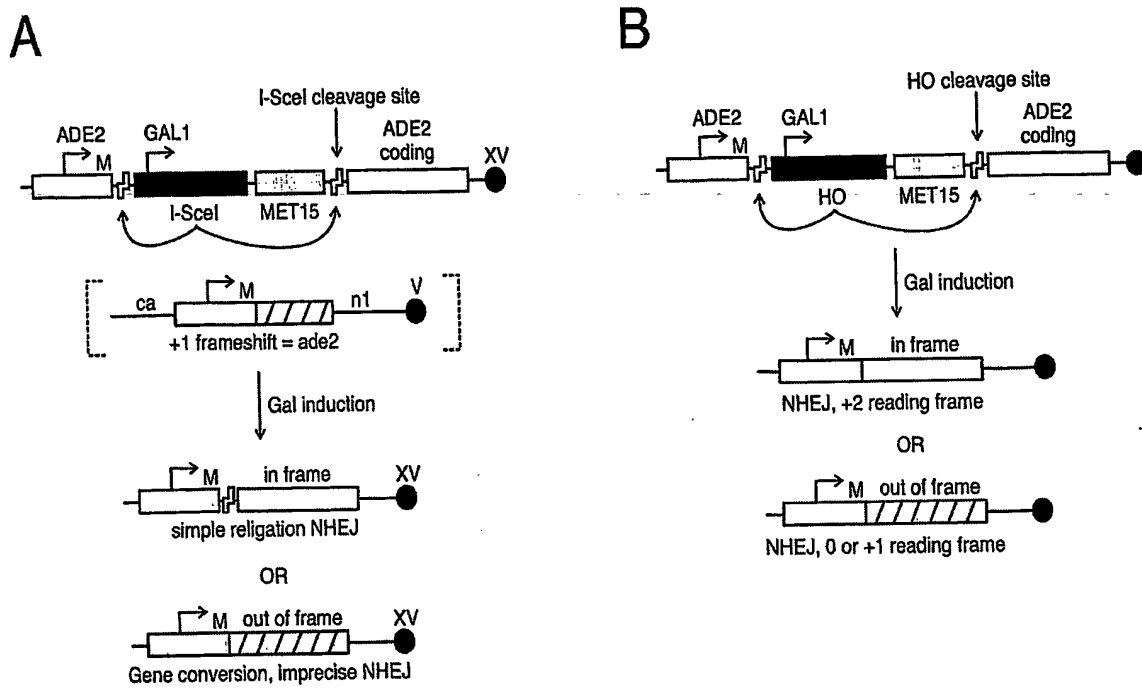 A
I-SceI cleavage site
ADE2
GAL1
ADE2
coding
M
XV
I-SceI
MET15
ca
M
n1
V
+1 frameshift = ade2
Gal induction
M
in frame
XV
simple religation NHEJ
OR
M
out of frame
XV
Gene conversion, imprecise NHEJ
B
HO cleavage site
ADE2
GAL1
ADE2
coding
M
HO
MET15
Gal induction
M
in frame
NHEJ, +2 reading frame
OR
M
out of frame
NHEJ, 0 or +1 reading frame